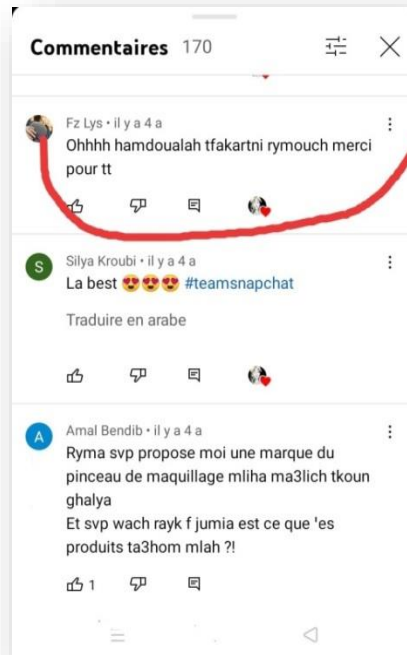 Commentaires 170
Fz Lys • il y a 4 a
Ohhhh hamdoualah tfakartni rymouch merci
pour tt
S
Silya Kroubi • il y a 4 a
La best 😍😍😍 #teamsnapchat
Traduire en arabe
A
Amal Bendib • il y a 4 a
Ryma svp propose moi une marque du
pinceau de maquillage mliha ma3lich tkoun
ghalya
Et svp wach rayk f jumia est ce que 'es
produits ta3hom mlah ?!
1